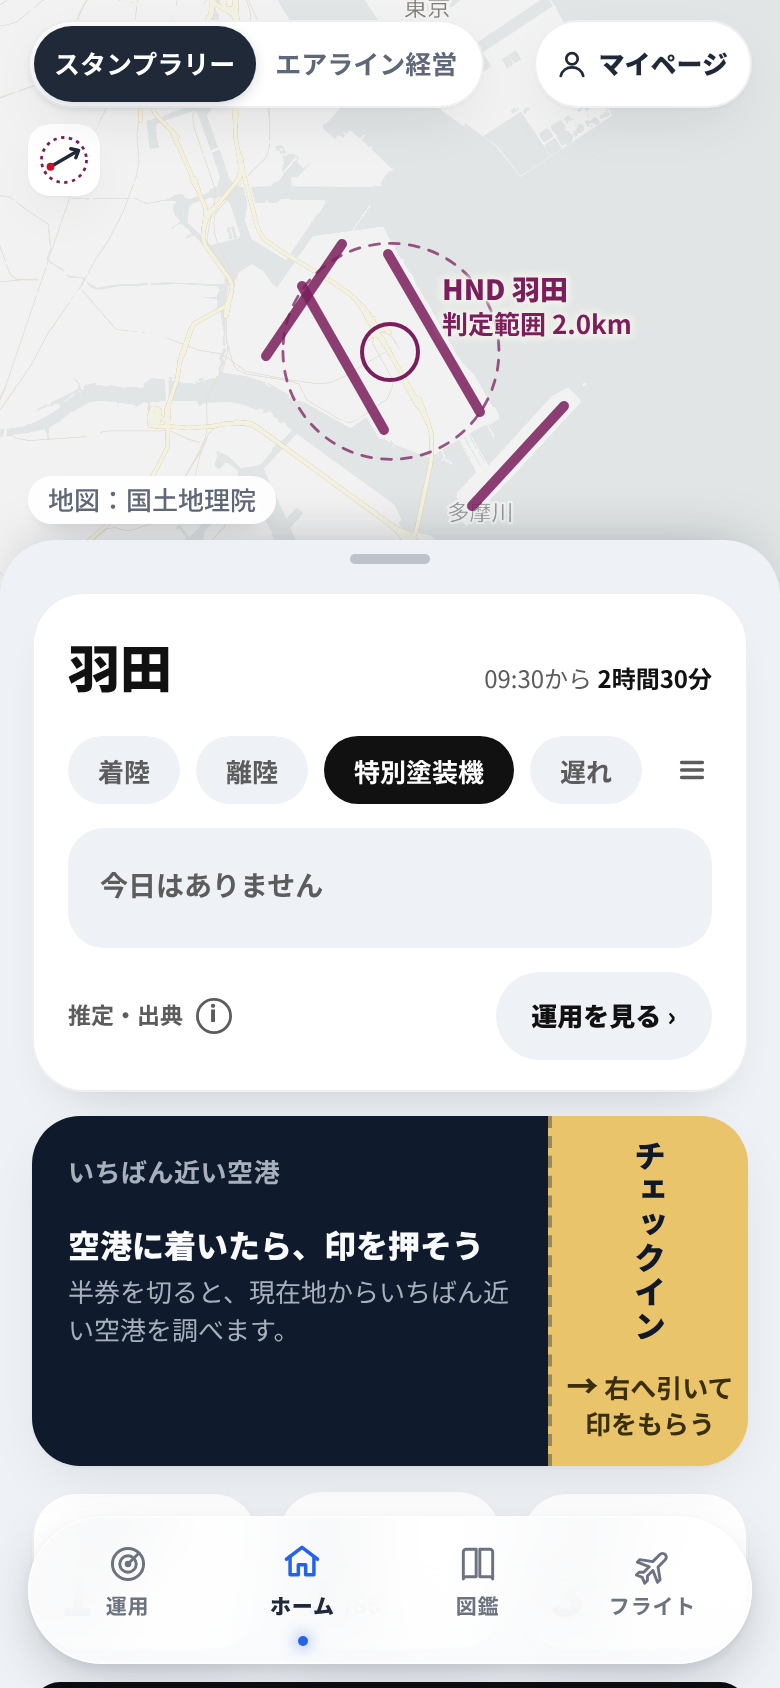 東京
スタンプラリー
エアライン経営
マイページ
HND 羽田
判定範囲 2.0km
地図：国土地理院
多摩川
羽田
09:30から 2時間30分
着陸
離陸
特別塗装機
遅れ
今日はありません
推定・出典
運用を見る ›
いちばん近い空港
空港に着いたら、印を押そう
半券を切ると、現在地からいちばん近
い空港を調べます。
チェックイン
→ 右へ引いて
印をもらう
運用
ホーム
図鑑
フライト